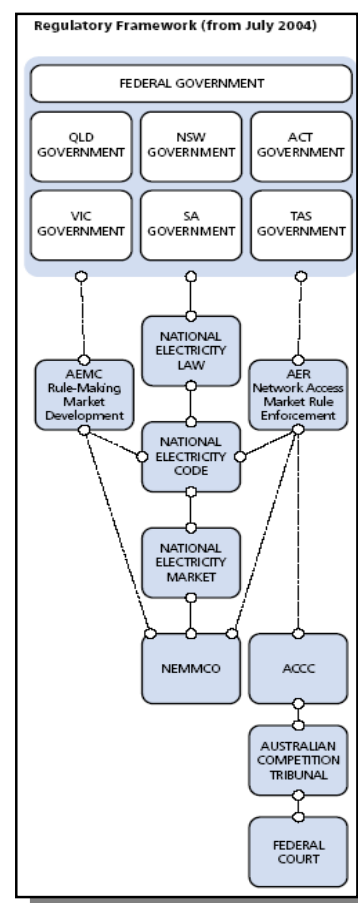 Regulatory Framework (from July 2004)
FEDERAL GOVERNMENT
QLD
GOVERNMENT
NSW
GOVERNMENT
ACT
GOVERNMENT
VIC
GOVERNMENT
SA
GOVERNMENT
TAS
GOVERNMENT
NATIONAL
ELECTRICITY
LAW
AEMC
Rule-Making
Market
Development
AER
Network Access
Market Rule
Enforcement
NATIONAL
ELECTRICITY
CODE
NATIONAL
ELECTRICITY
MARKET
NEMMCO
ACCC
AUSTRALIAN
COMPETITION
TRIBUNAL
FEDERAL
COURT